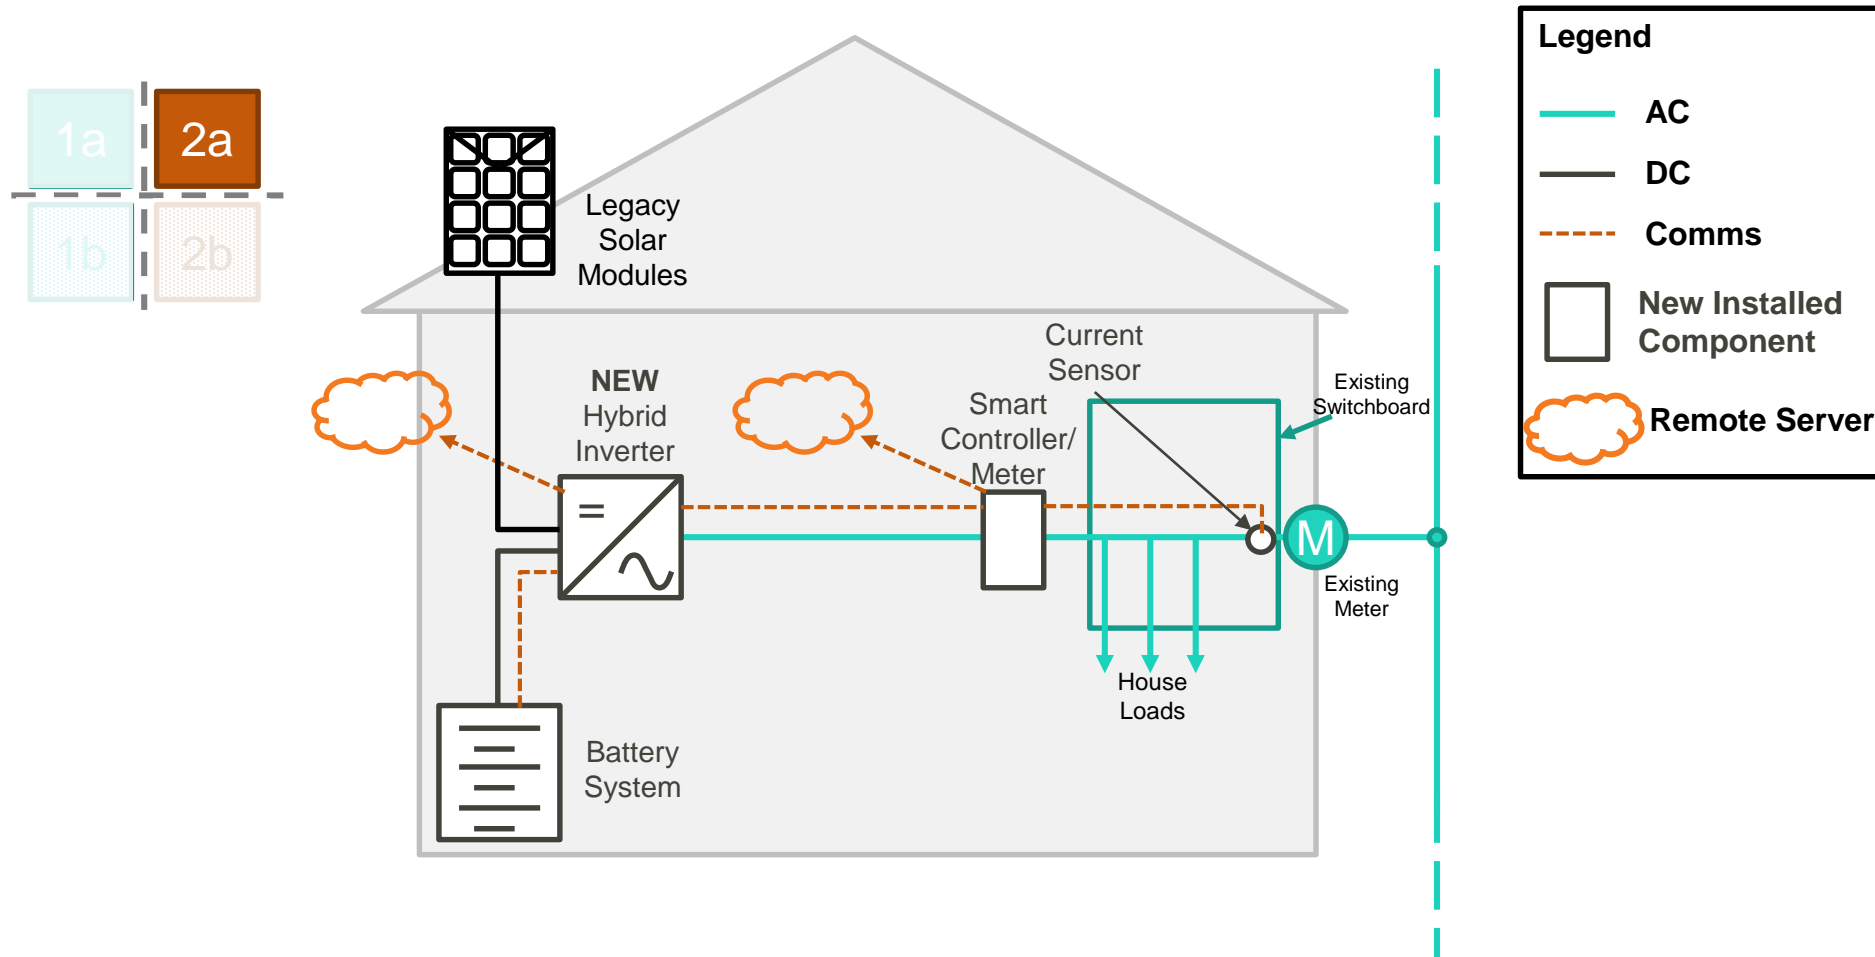 1a
2a
1b
2b
Legacy
Solar
Modules
NEW
Hybrid
Inverter
Current
Sensor
Smart
Controller/
Meter
Existing
Switchboard
M
Existing
Meter
House
Loads
Battery
System
Legend
AC
DC
Comms
New Installed
Component
Remote Server